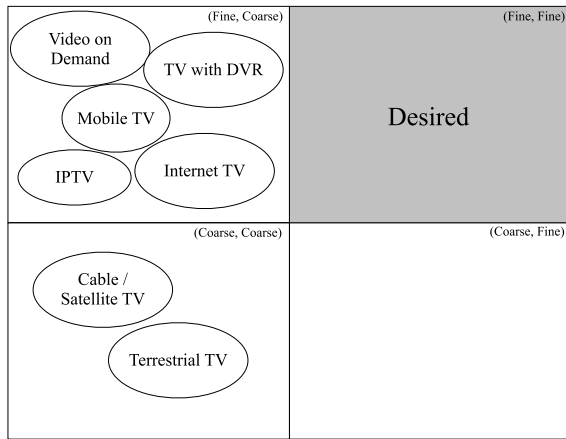 (Fine, Coarse)
Video on
Demand
TV with DVR
Mobile TV
IPTV
Internet TV
(Fine, Fine)
Desired
(Coarse, Coarse)
Cable /
Satellite TV
Terrestrial TV
(Coarse, Fine)